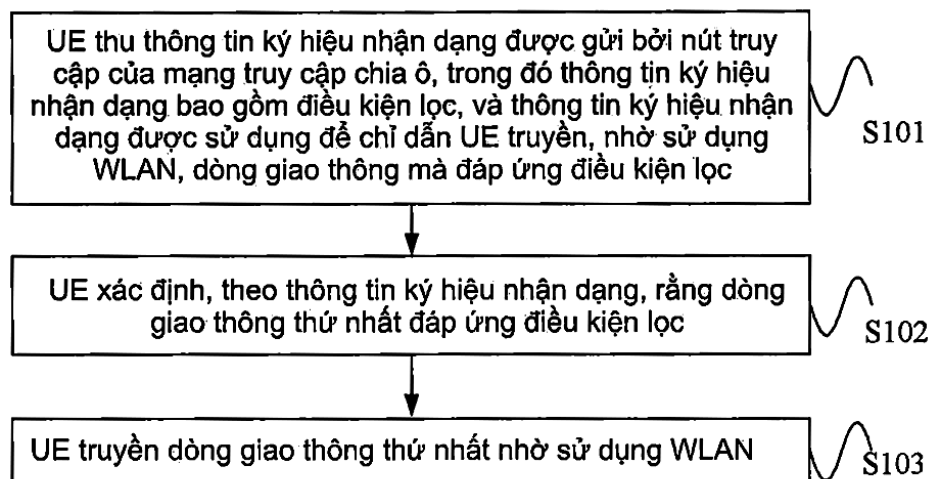 UE thu thông tin ký hiệu nhận dạng được gửi bởi nút truy
cập của mạng truy cập chia ô, trong đó thông tin ký hiệu
nhận dạng bao gồm điều kiện lọc, và thông tin ký hiệu nhận
dạng được sử dụng để chỉ dẫn UE truyền, nhờ sử dụng
WLAN, dòng giao thông mà đáp ứng điều kiện lọc
S101
UE xác định, theo thông tin ký hiệu nhận dạng, rằng dòng
giao thông thứ nhất đáp ứng điều kiện lọc
S102
UE truyền dòng giao thông thứ nhất nhờ sử dụng WLAN
S103